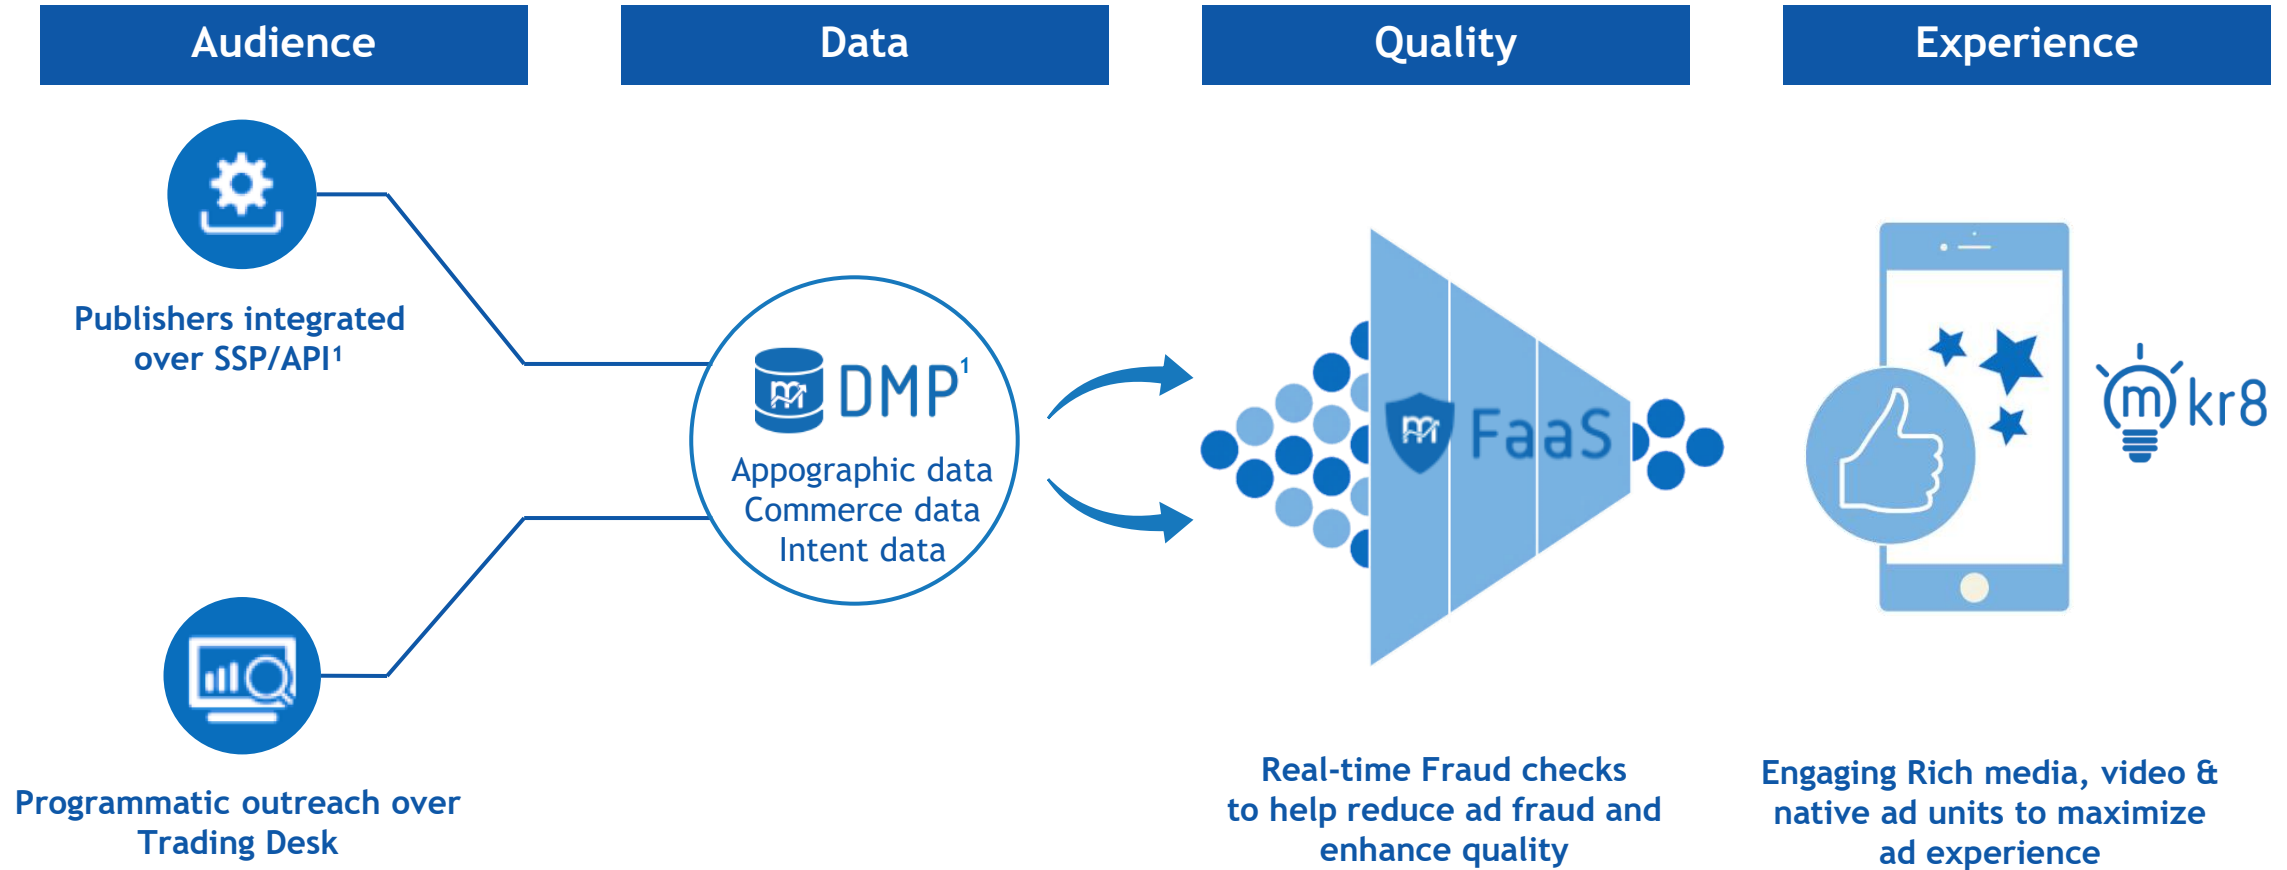 Audience
Data
Quality
Experience
Publishers integrated
over SSP/API¹
Programmatic outreach over
Trading Desk
m DMP¹
Appographic data
Commerce data
Intent data
m FaaS
Real-time Fraud checks
to help reduce ad fraud and
enhance quality
m kr8
Engaging Rich media, video &
native ad units to maximize
ad experience